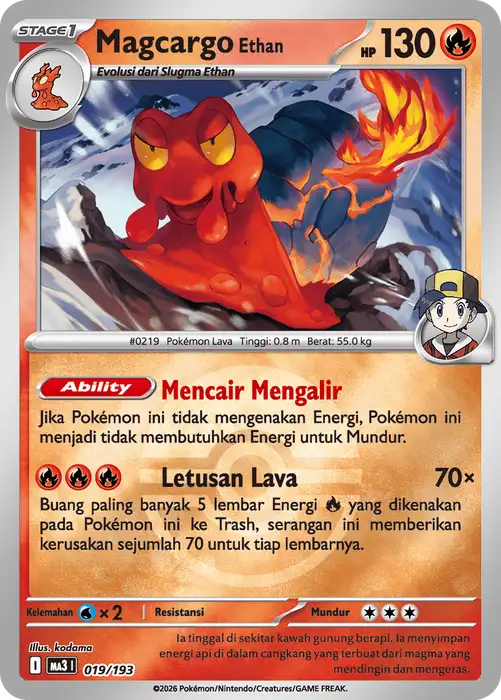 STAGE1
Magcargo Ethan
HP 130
Evolusi dari Slugma Ethan
#0219 Pokémon Lava Tinggi: 0.8 m Berat: 55.0 kg
Ability Mencair Mengalir
Jika Pokémon ini tidak mengenakan Energi, Pokémon ini
menjadi tidak membutuhkan Energi untuk Mundur.
Letusan Lava 70×
Buang paling banyak 5 lembar Energi yang dikenakan
pada Pokémon ini ke Trash, serangan ini memberikan
kerusakan sejumlah 70 untuk tiap lembarnya.
Kelemahan × 2 Resistansi Mundur
Illus. kodama
I MA3 I 019/193
Ia tinggal di sekitar kawah gunung berapi. Ia menyimpan
energi api di dalam cangkang yang terbuat dari magma yang
mendingin dan mengeras.
©2026 Pokémon/Nintendo/Creatures/GAME FREAK.